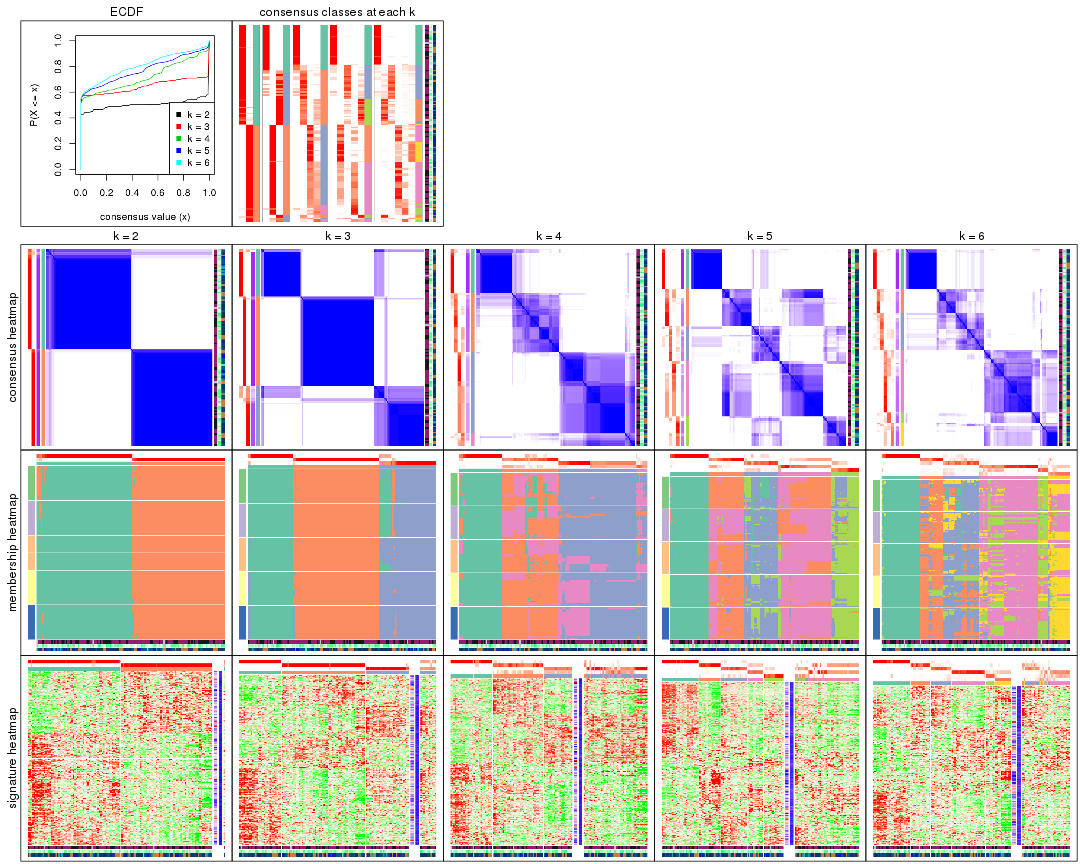 ECDF
consensus classes at each k
P(X <= x)
0.0 0.2 0.4 0.6 0.8 1.0
k = 2
k = 3
k = 4
k = 5
k = 6
0.0 0.2 0.4 0.6 0.8 1.0
consensus value (x)
k = 2 k = 3 k = 4 k = 5 k = 6
consensus heatmap
membership heatmap
signature heatmap